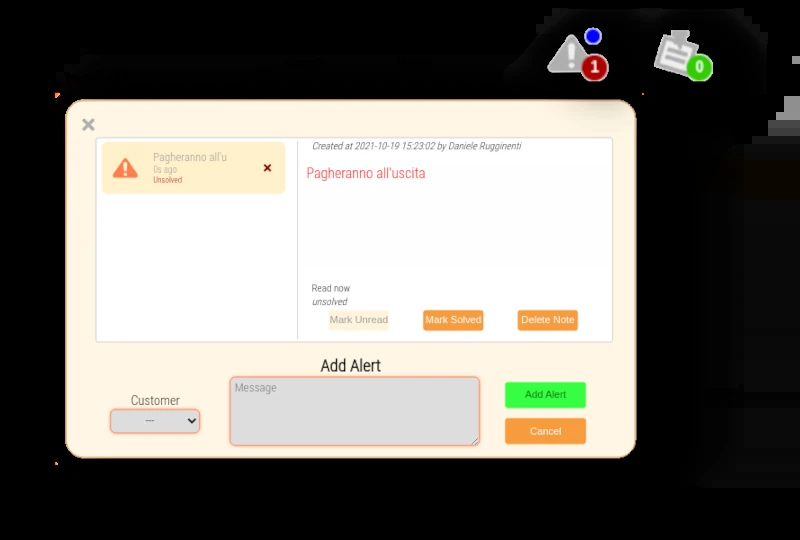 1
0
Pagheranno all'u
0s ago
Unsolved
Created at 2021-10-19 15:23:02 by Daniele Rugginenti
Pagheranno all'uscita
Read now
unsolved
Mark Unread
Mark Solved
Delete Note
Add Alert
Customer
---
Message
Add Alert
Cancel